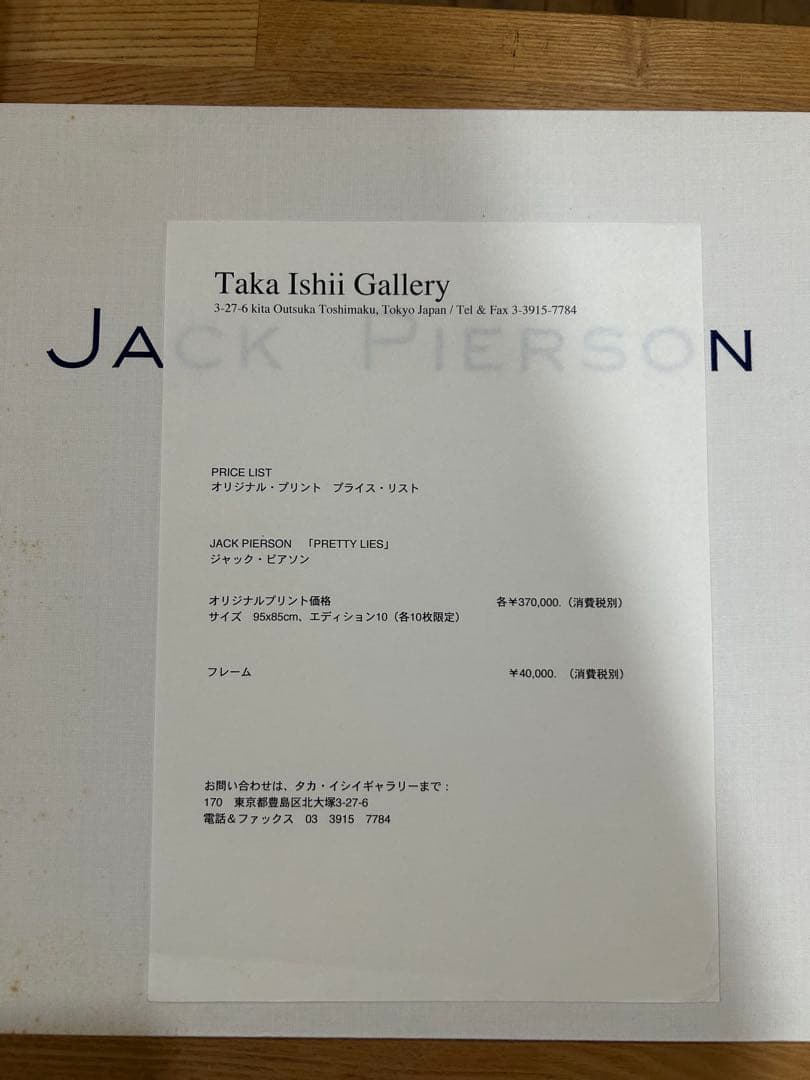 Taka Ishii Gallery
3-27-6 kita Outsuka Toshimaku, Tokyo Japan / Tel & Fax 3-3915-7784
JACK PIERSON
PRICE LIST
オリジナル・プリント　プライス・リスト
JACK PIERSON　「PRETTY LIES」
ジャック・ピアソン
オリジナルプリント価格　各￥370,000.（消費税別）
サイズ　95x85cm、エディション10（各10枚限定）
フレーム　￥40,000.　（消費税別）
お問い合わせは、タカ・イシイギャラリーまで：
170　東京都豊島区北大塚3-27-6
電話＆ファックス　03　3915　7784